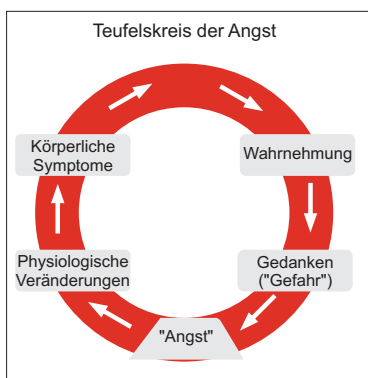 Teufelskreis der Angst
Körperliche
Symptome
Wahrnehmung
Physiologische
Veränderungen
Gedanken
("Gefahr")
"Angst"